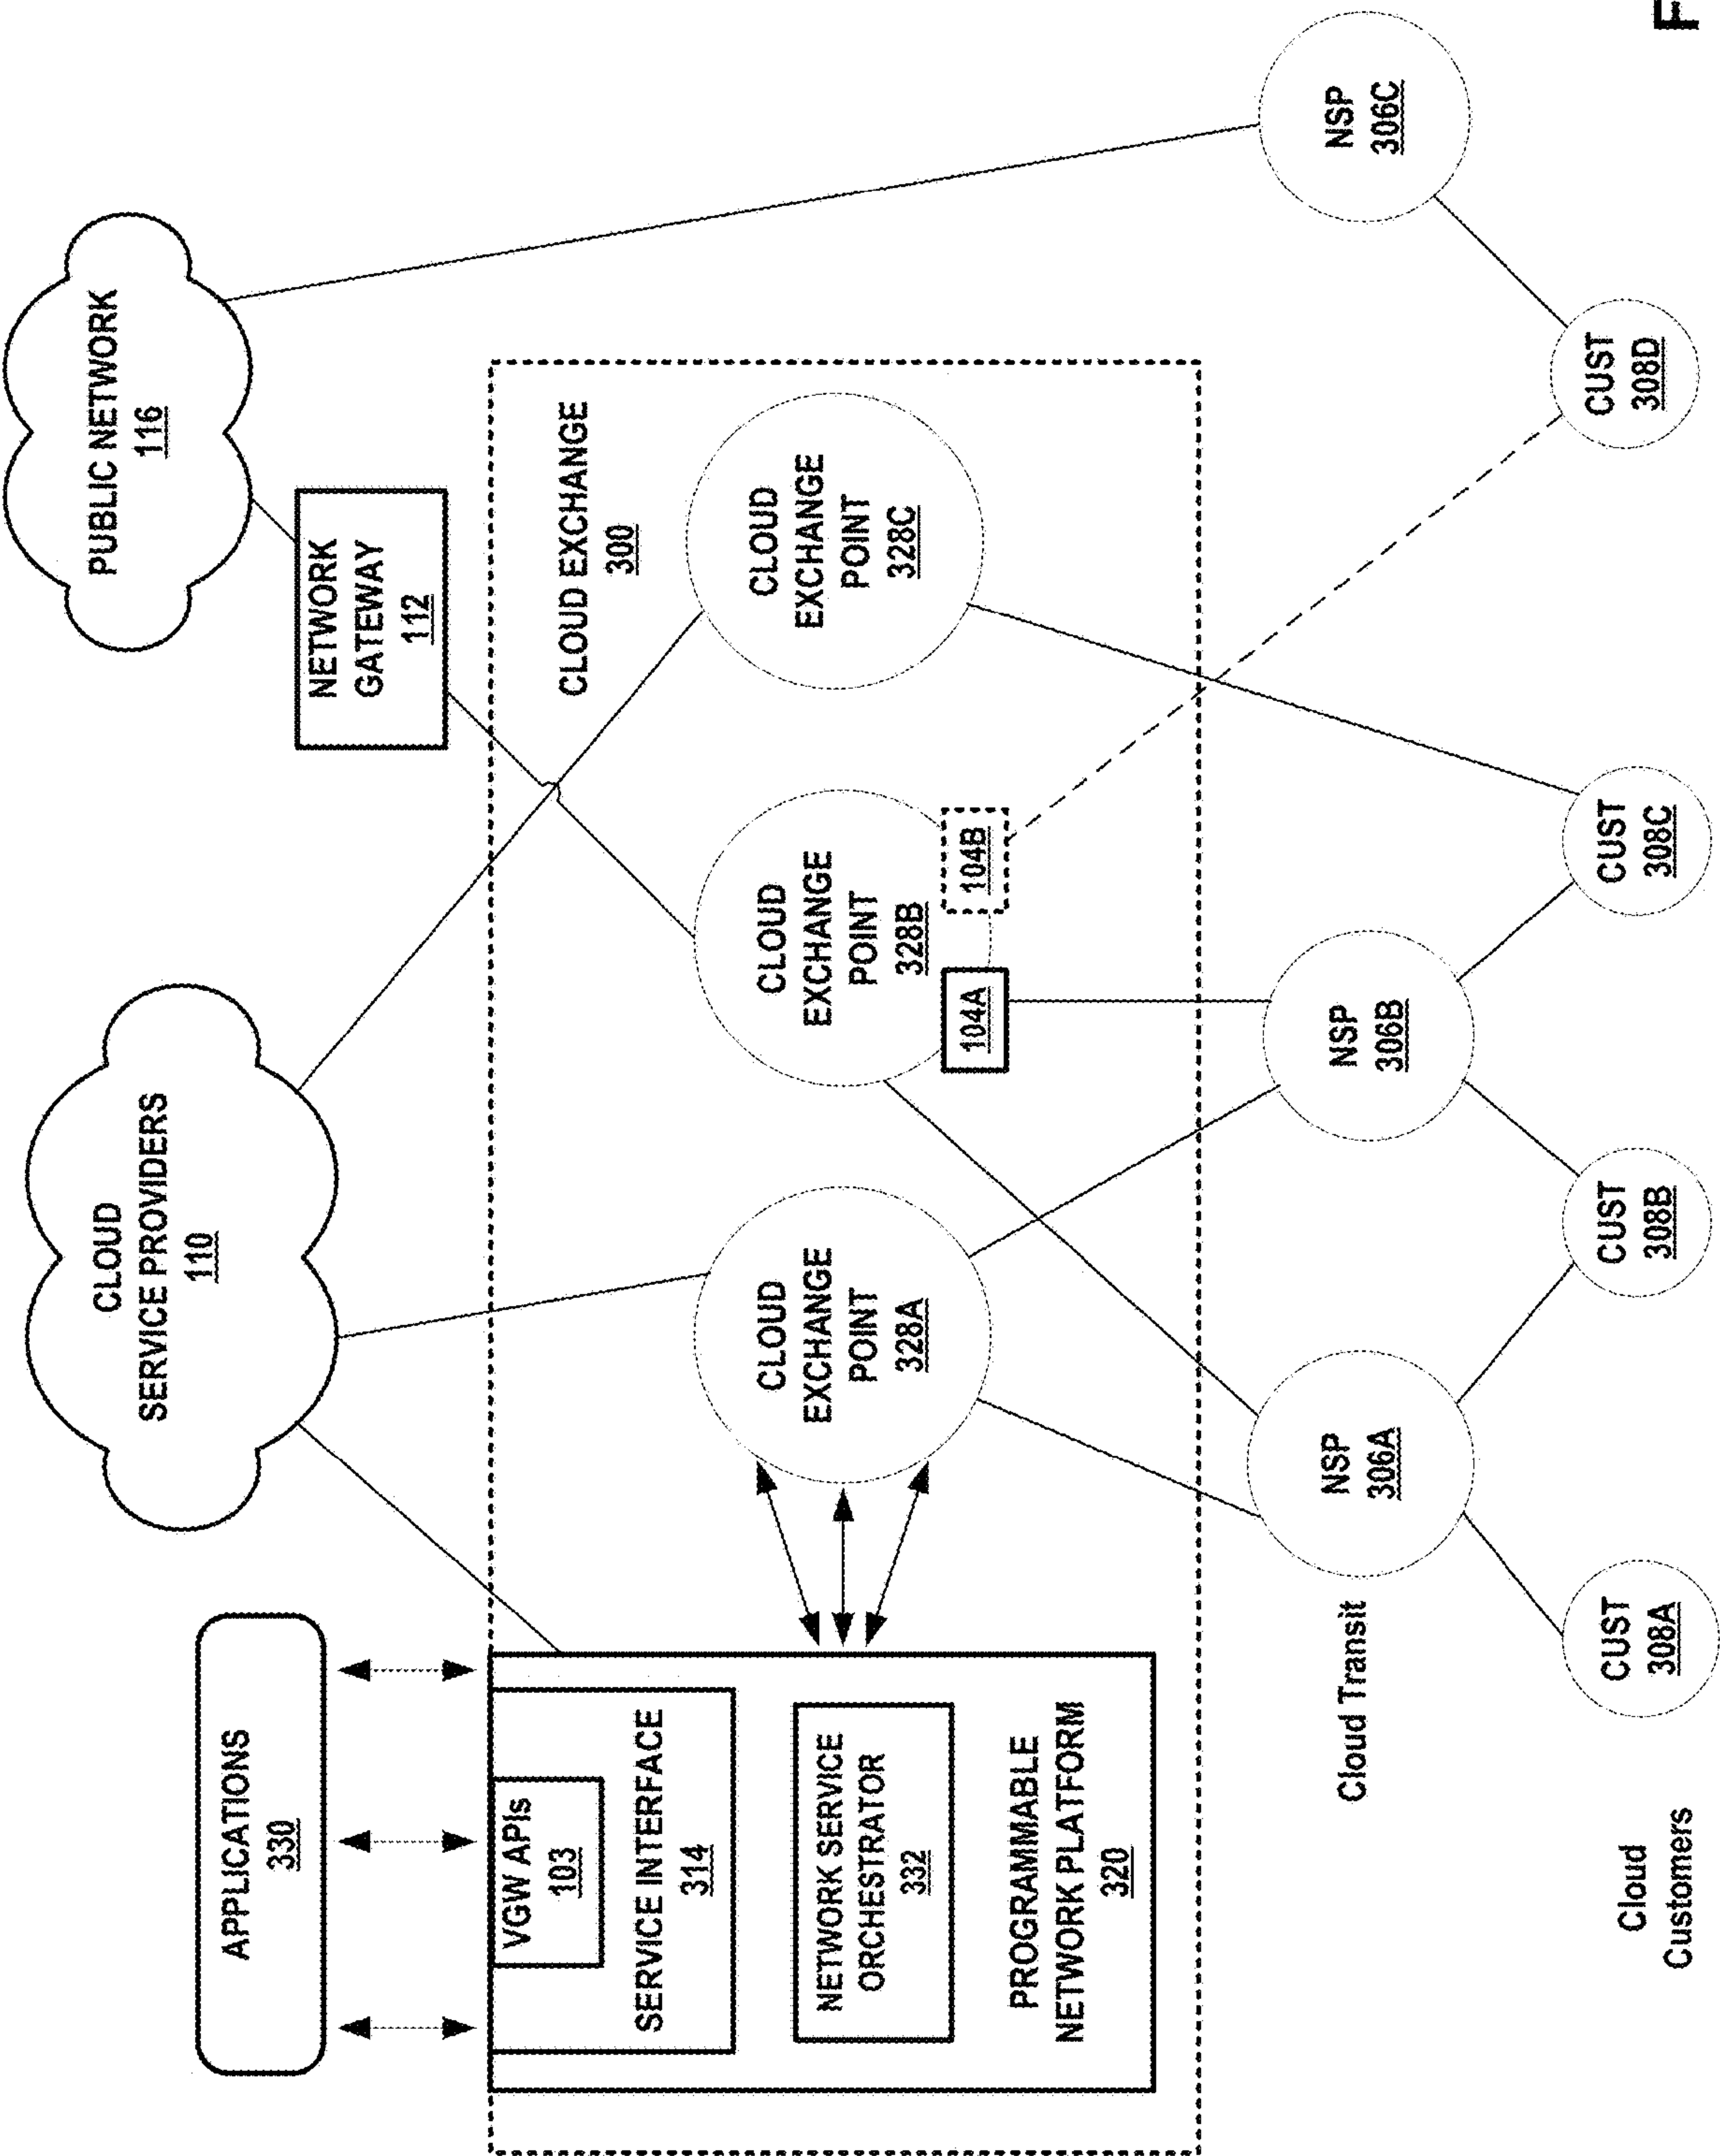 APPLICATIONS
330
CLOUD
SERVICE PROVIDERS
110
PUBLIC NETWORK
116
NETWORK
GATEWAY
112
VGW APIs
103
SERVICE INTERFACE
314
NETWORK SERVICE
ORCHESTRATOR
332
PROGRAMMABLE
NETWORK PLATFORM
320
CLOUD EXCHANGE
300
CLOUD
EXCHANGE
POINT
328A
CLOUD
EXCHANGE
POINT
328B
104A
104B
CLOUD
EXCHANGE
POINT
328C
Cloud Transit
NSP
306A
NSP
306B
NSP
306C
Cloud
Customers
CUST
308A
CUST
308B
CUST
308C
CUST
308D
F